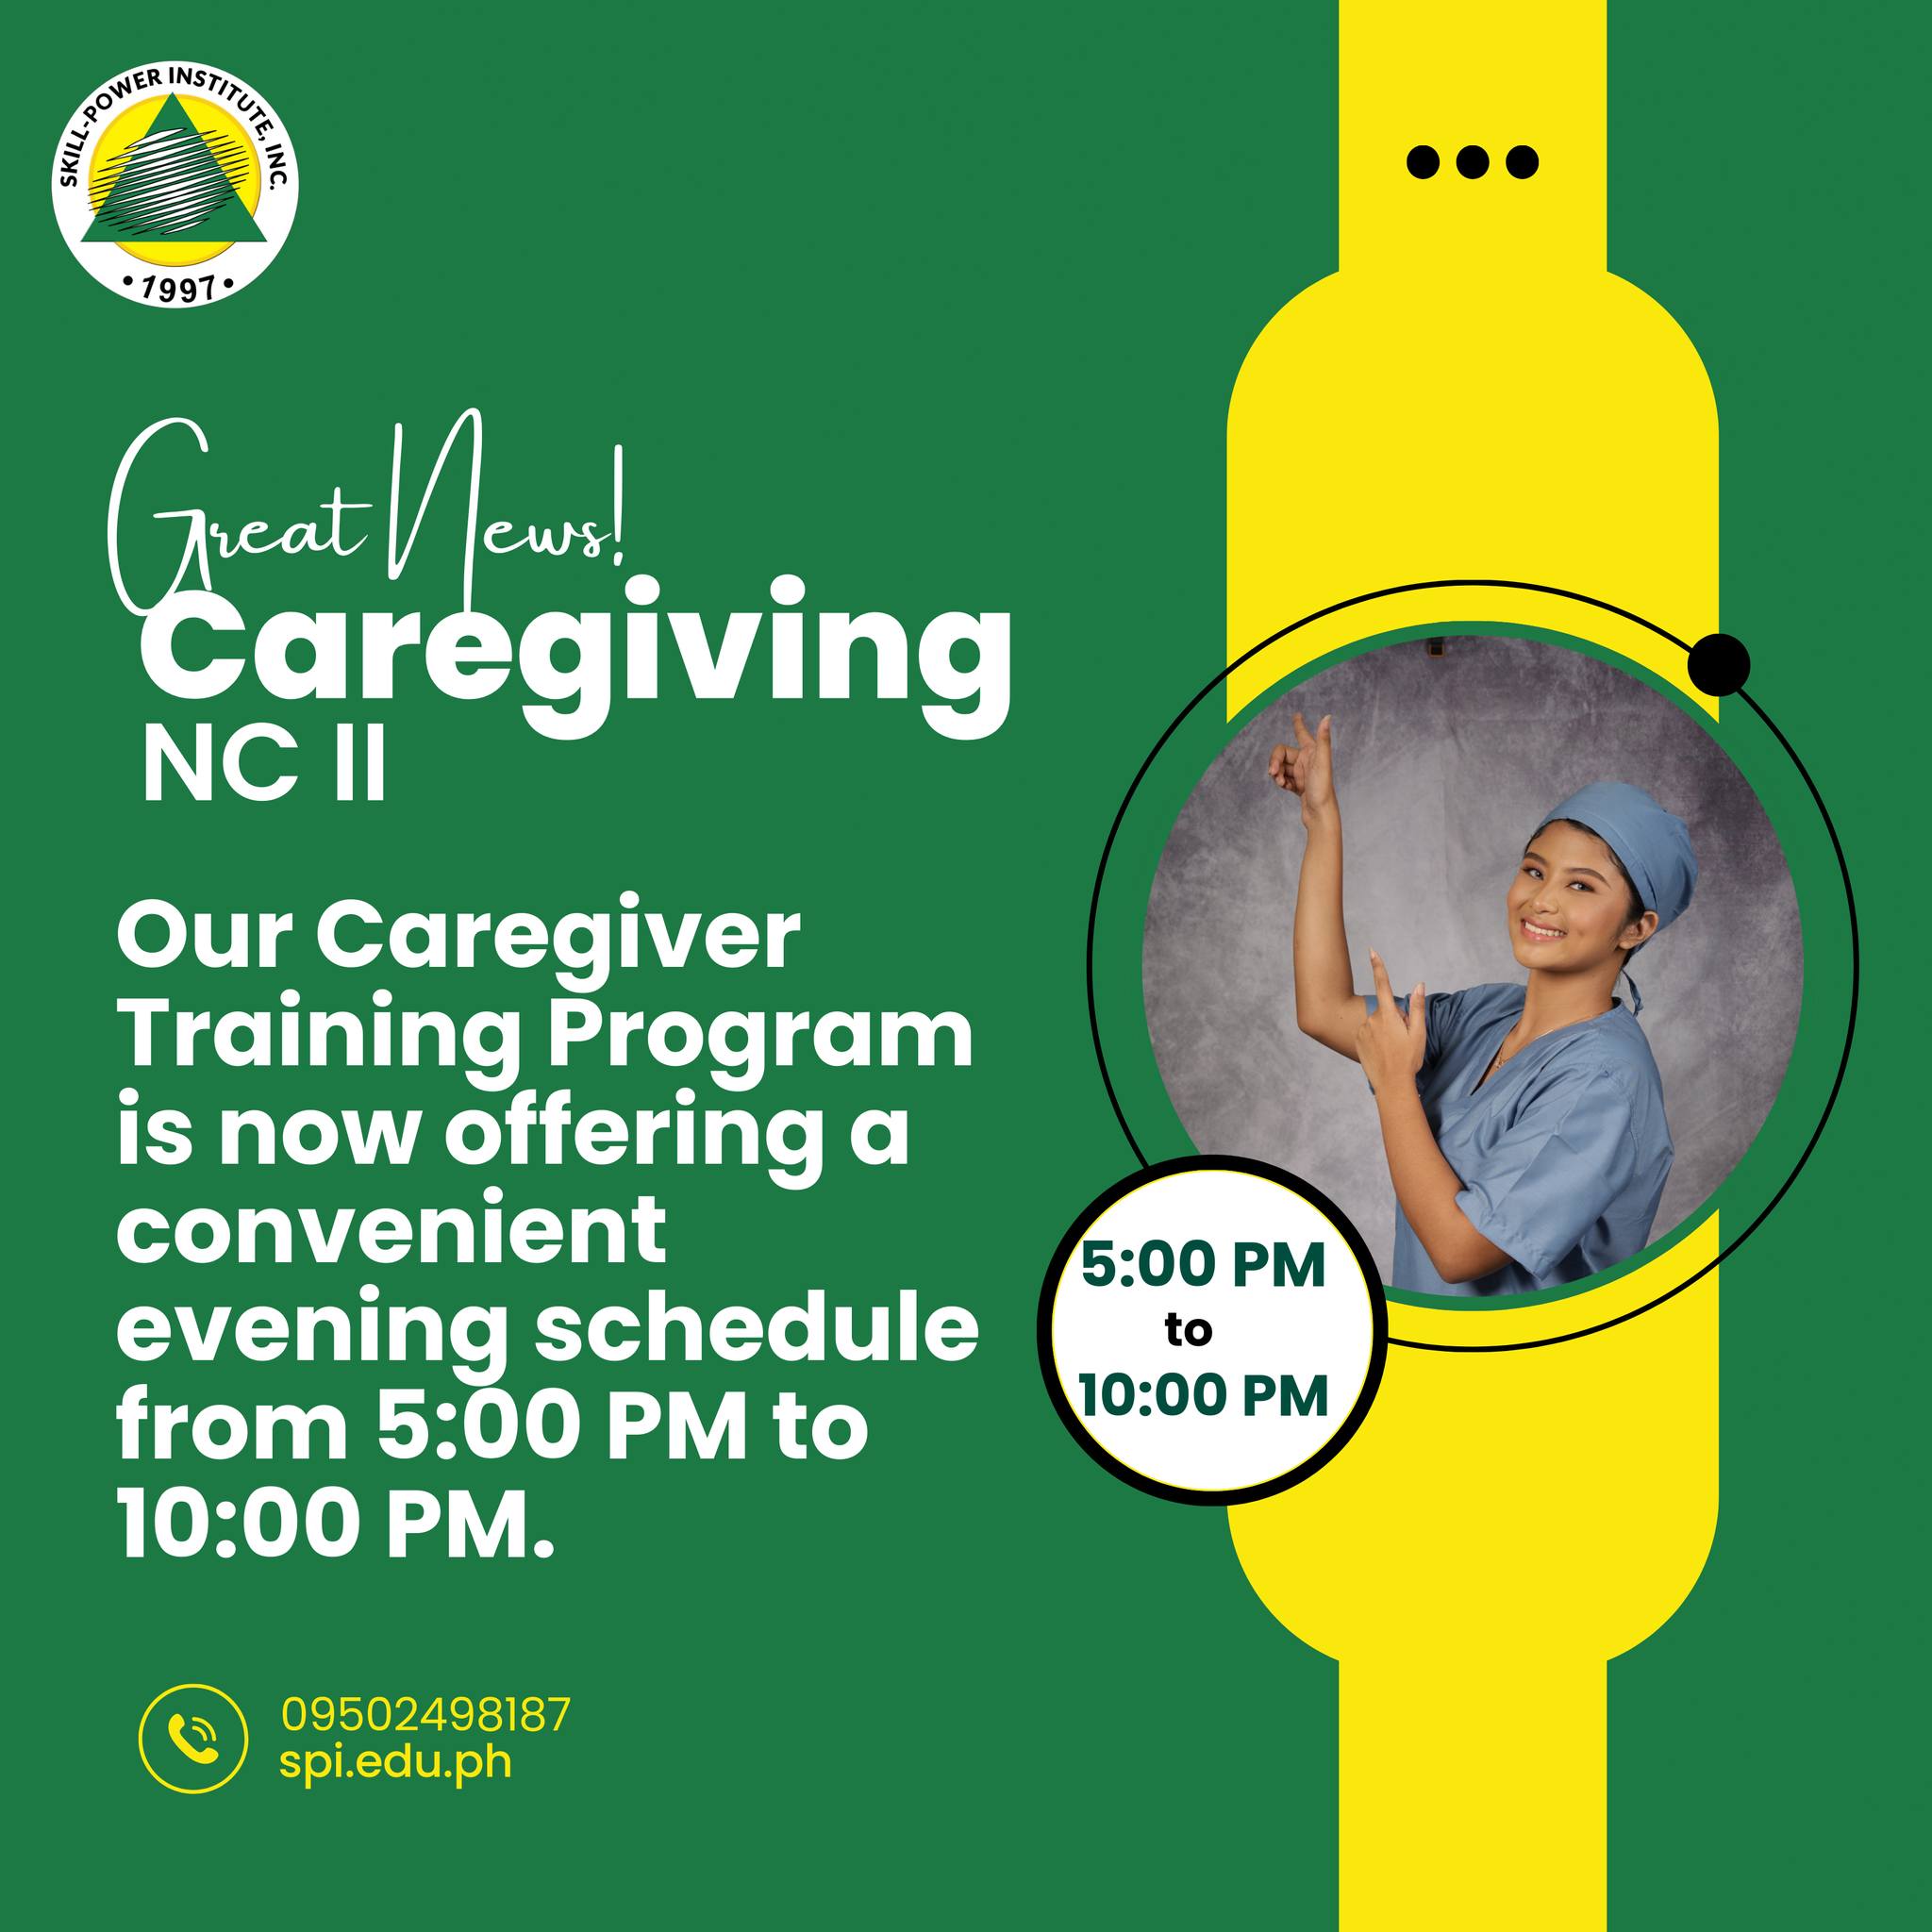 SKILL-POWER INSTITUTE, INC.
• 1997 •
Great News!
Caregiving
NC II
Our Caregiver
Training Program
is now offering a
convenient
evening schedule
from 5:00 PM to
10:00 PM.
5:00 PM
to
10:00 PM
09502498187
spi.edu.ph